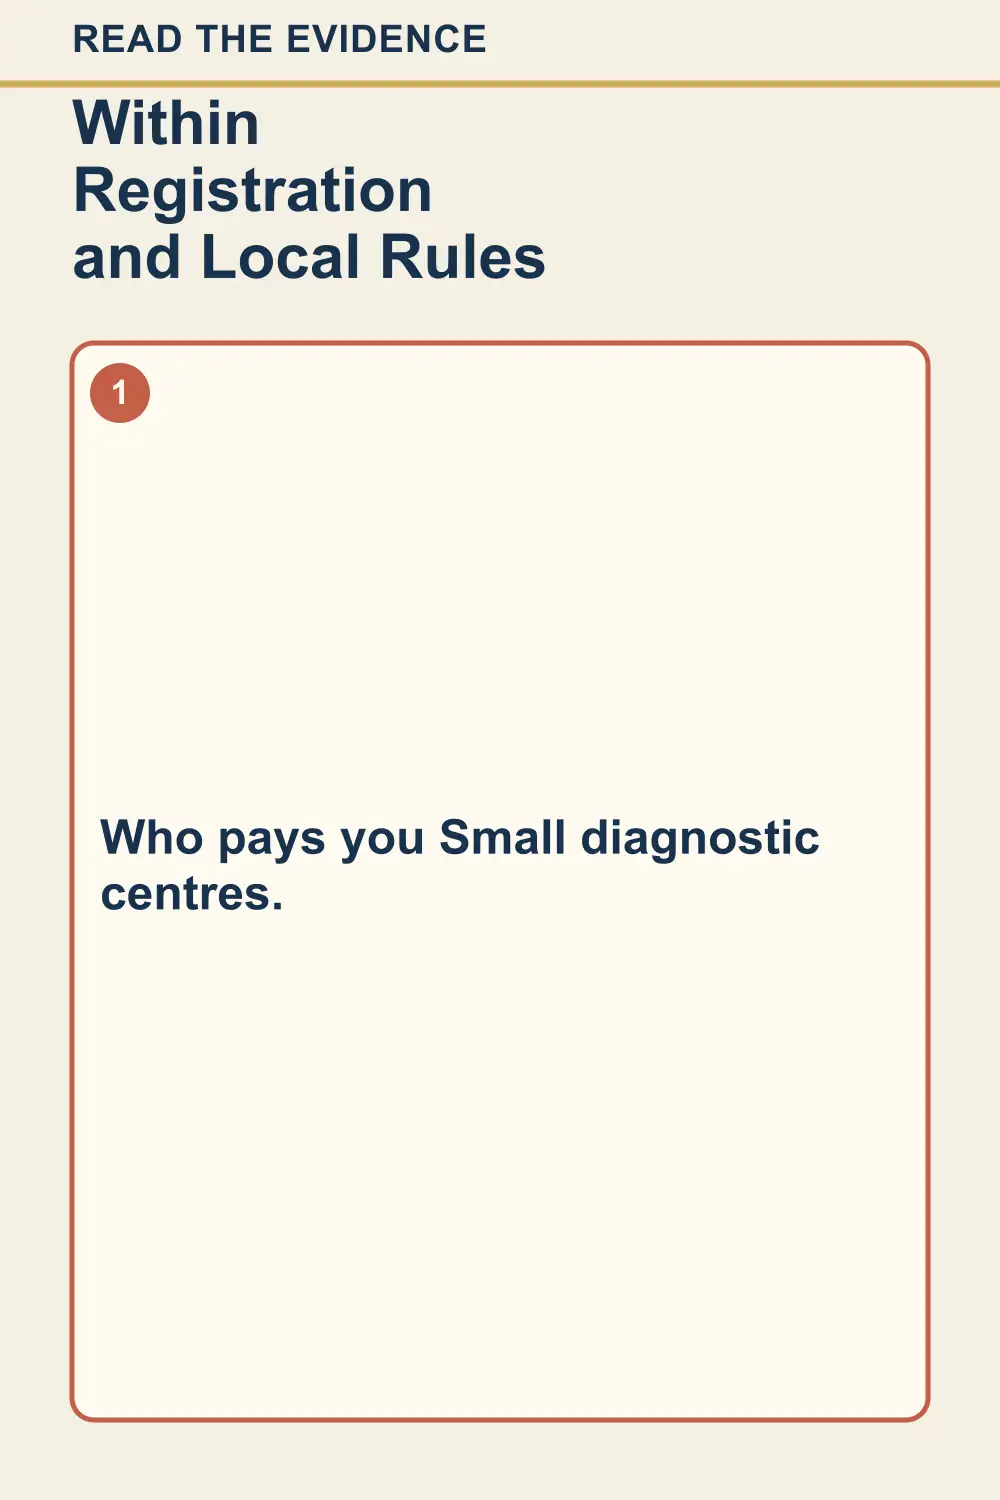 READ THE EVIDENCE
Within
Registration
and Local Rules
1
Who pays you Small diagnostic
centres.